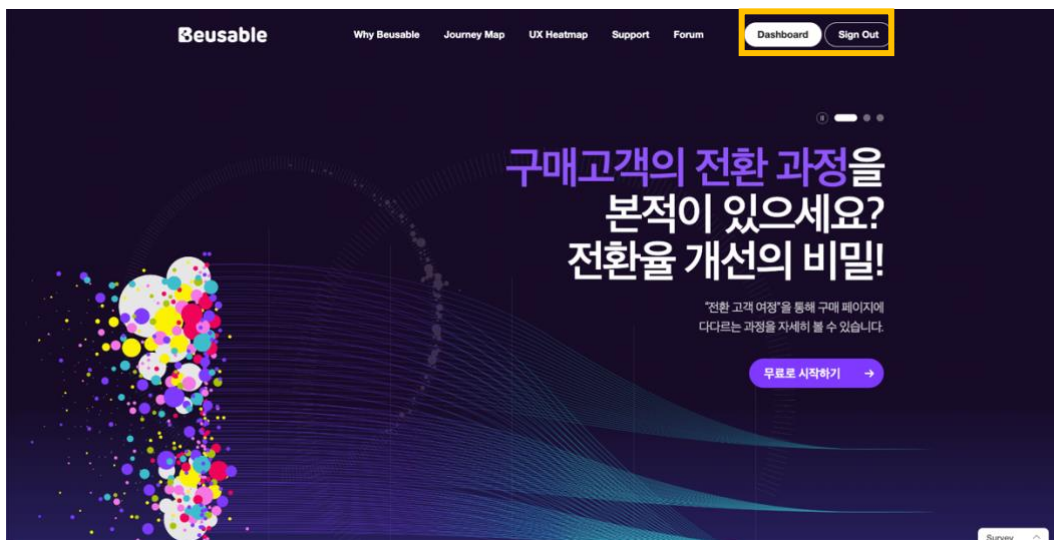 Beusable
Why Beusable Journey Map UX Heatmap Support Forum Dashboard Sign Out
구매고객의 전환 과정을
본적이 있으세요?
전환율 개선의 비밀!
"전환 고객 여정"을 통해 구매 페이지에
다다르는 과정을 자세히 볼 수 있습니다.
무료로 시작하기 →
Survey